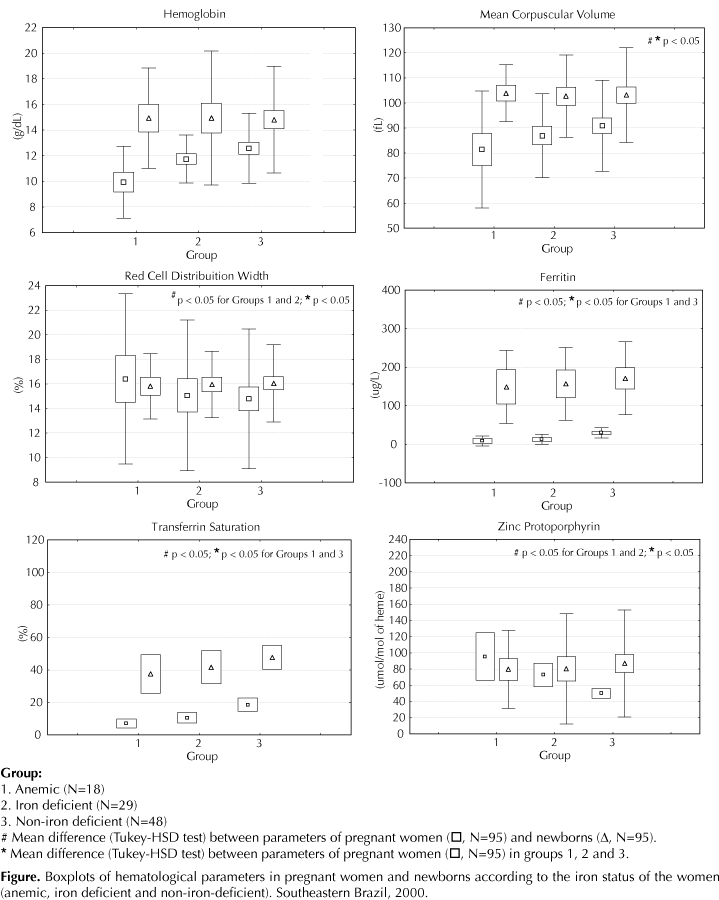 Hemoglobin
22
20
18
16
14
12
10
8
6
(g/dL)
1 2 3
Group
Mean Corpuscular Volume
# * p < 0.05
130
120
110
100
90
80
70
60
50
(fL)
1 2 3
Group
Red Cell Distribuition Width
# p < 0.05 for Groups 1 and 2; * p < 0.05
24
22
20
18
16
14
12
10
8
(%)
1 2 3
Group
Ferritin
# p < 0.05; * p < 0.05 for Groups 1 and 3
400
300
200
100
0
-100
(ug/L)
1 2 3
Group
Transferrin Saturation
# p < 0.05; * p < 0.05 for Groups 1 and 3
120
100
80
60
40
20
0
(%)
1 2 3
Group
Zinc Protoporphyrin
# p < 0.05 for Groups 1 and 2; * p < 0.05
240
220
200
180
160
140
120
100
80
60
40
20
0
(umol/mol of heme)
1 2 3
Group
Group:
1. Anemic (N=18)
2. Iron deficient (N=29)
3. Non-iron deficient (N=48)
# Mean difference (Tukey-HSD test) between parameters of pregnant women (□, N=95) and newborns (Δ, N=95).
* Mean difference (Tukey-HSD test) between parameters of pregnant women (□, N=95) in groups 1, 2 and 3.
Figure. Boxplots of hematological parameters in pregnant women and newborns according to the iron status of the women
(anemic, iron deficient and non-iron-deficient). Southeastern Brazil, 2000.